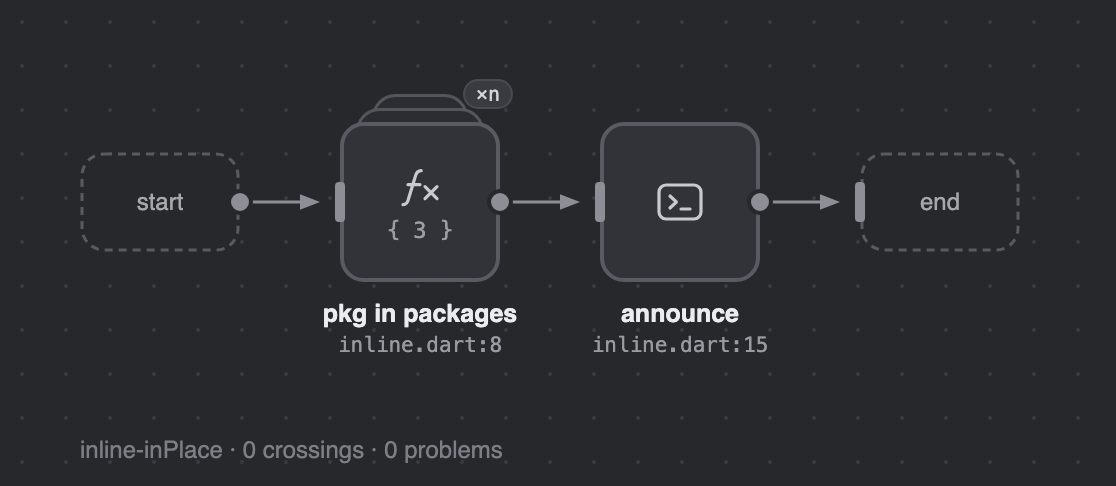 ×n
start
fx
{ 3 }
>_
end
pkg in packages
announce
inline.dart:8
inline.dart:15
inline-inPlace · 0 crossings · 0 problems